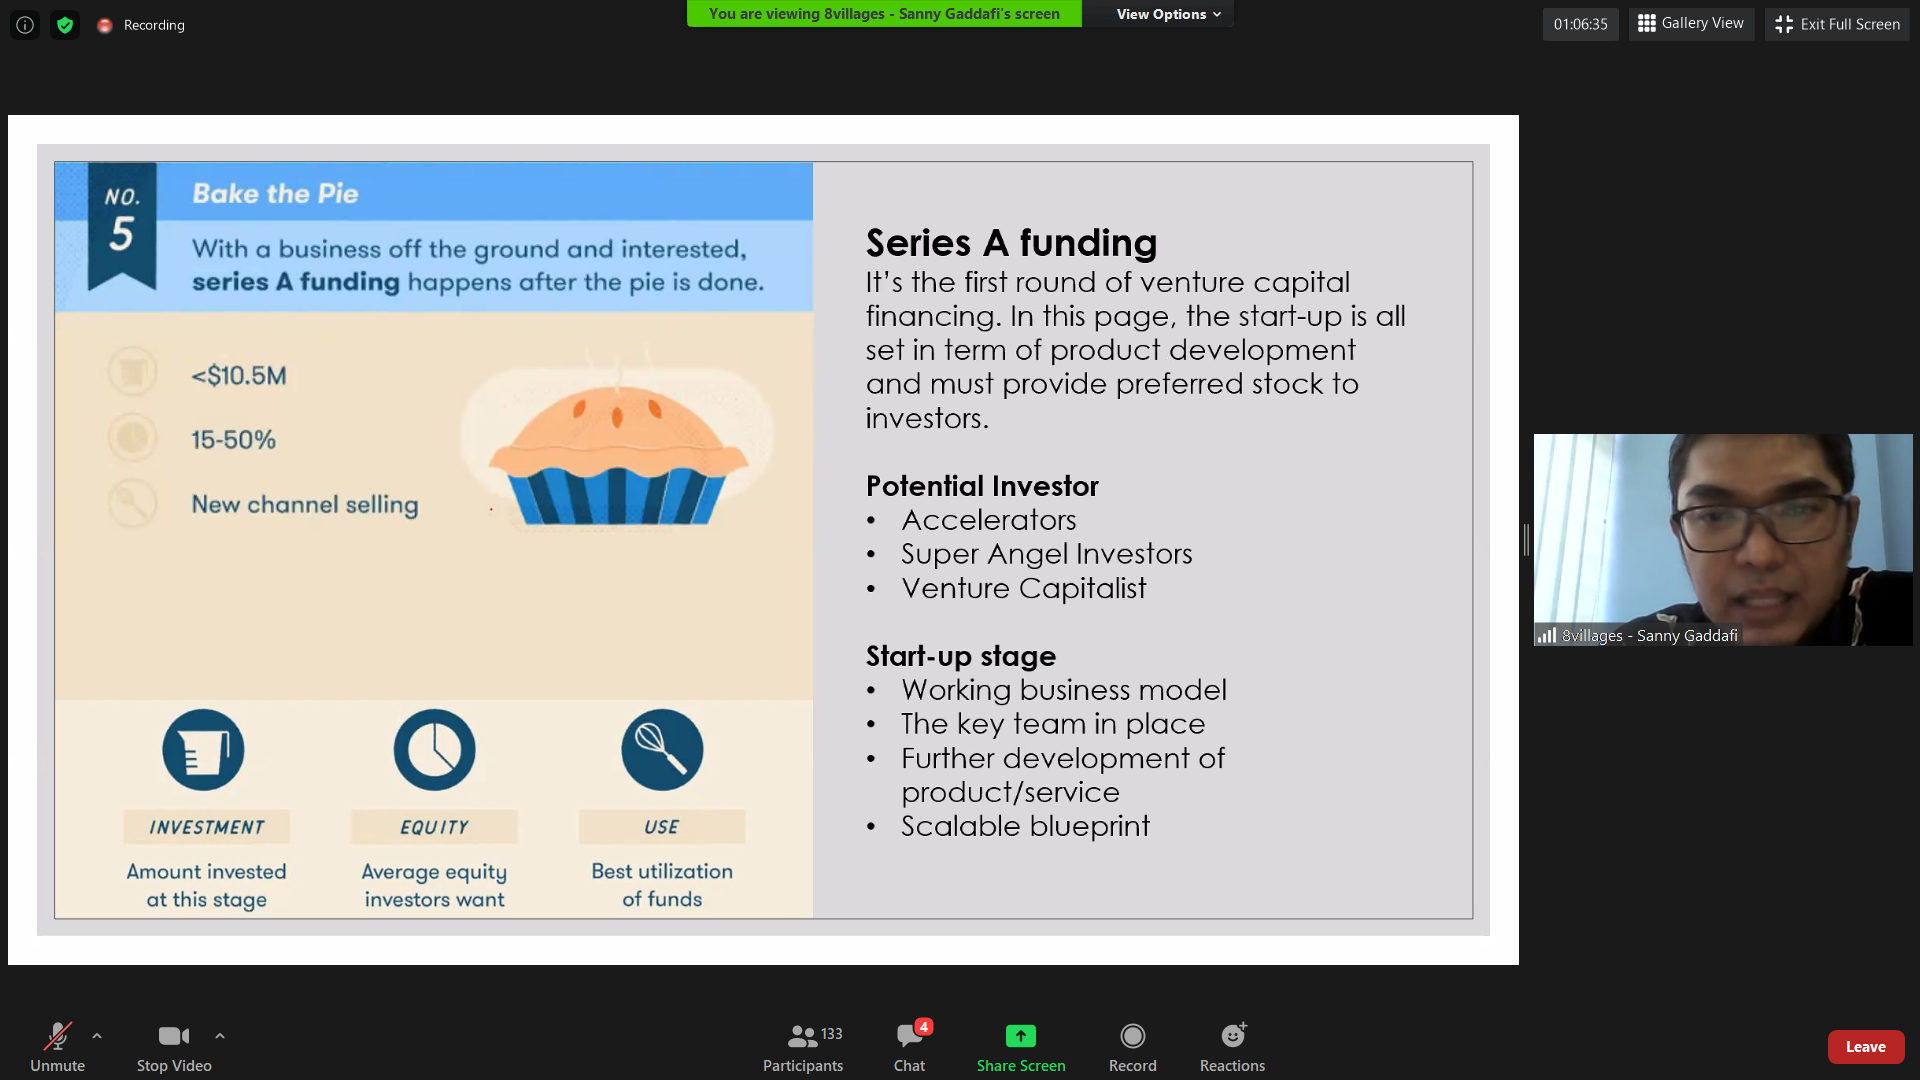 Recording
You are viewing 8villages - Sanny Gaddafi's screen
View Options
01:06:35
Gallery View
Exit Full Screen
NO.
5
Bake the Pie
With a business off the ground and interested,
series A funding happens after the pie is done.
<$10.5M
15-50%
New channel selling
INVESTMENT
Amount invested
at this stage
EQUITY
Average equity
investors want
USE
Best utilization
of funds
Series A funding
It’s the first round of venture capital
financing. In this page, the start-up is all
set in term of product development
and must provide preferred stock to
investors.
Potential Investor
• Accelerators
• Super Angel Investors
• Venture Capitalist
Start-up stage
• Working business model
• The key team in place
• Further development of
product/service
• Scalable blueprint
8villages - Sanny Gaddafi
Unmute
Stop Video
133
Participants
4
Chat
Share Screen
Record
Reactions
Leave